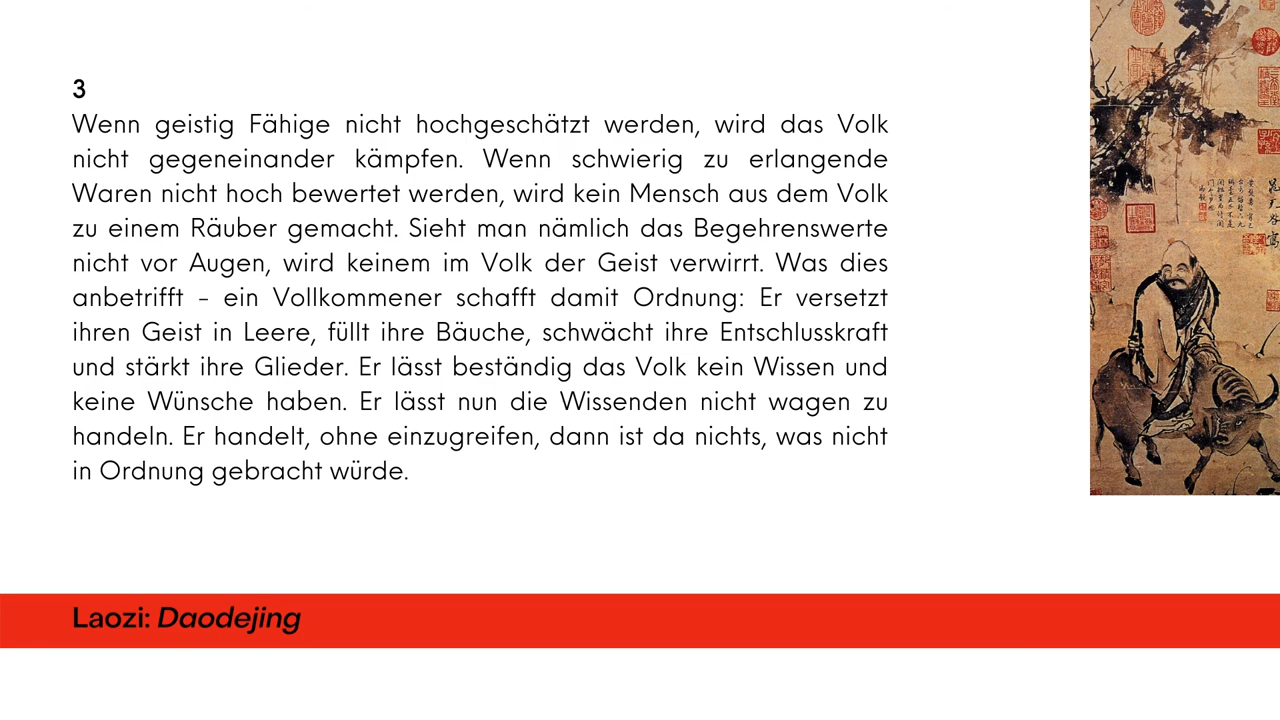 3
Wenn geistig Fähige nicht hochgeschätzt werden, wird das Volk
nicht gegeneinander kämpfen. Wenn schwierig zu erlangende
Waren nicht hoch bewertet werden, wird kein Mensch aus dem Volk
zu einem Räuber gemacht. Sieht man nämlich das Begehrenswerte
nicht vor Augen, wird keinem im Volk der Geist verwirrt. Was dies
anbetrifft – ein Vollkommener schafft damit Ordnung: Er versetzt
ihren Geist in Leere, füllt ihre Bäuche, schwächt ihre Entschlusskraft
und stärkt ihre Glieder. Er lässt beständig das Volk kein Wissen und
keine Wünsche haben. Er lässt nun die Wissenden nicht wagen zu
handeln. Er handelt, ohne einzugreifen, dann ist da nichts, was nicht
in Ordnung gebracht würde.
Laozi: Daodejing